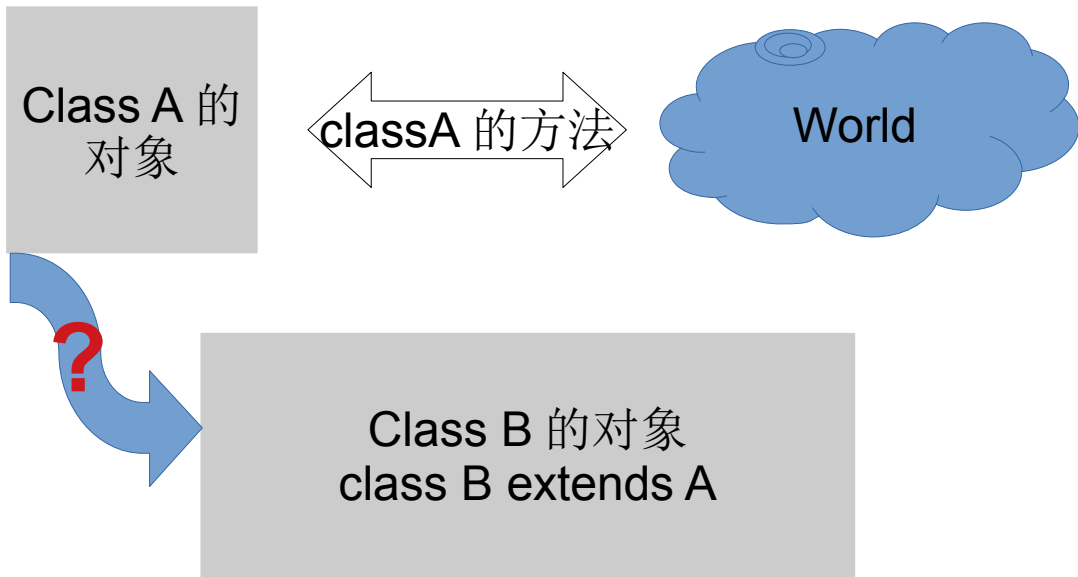 Class A 的
对象
classA 的方法
World
?
Class B 的对象
class B extends A